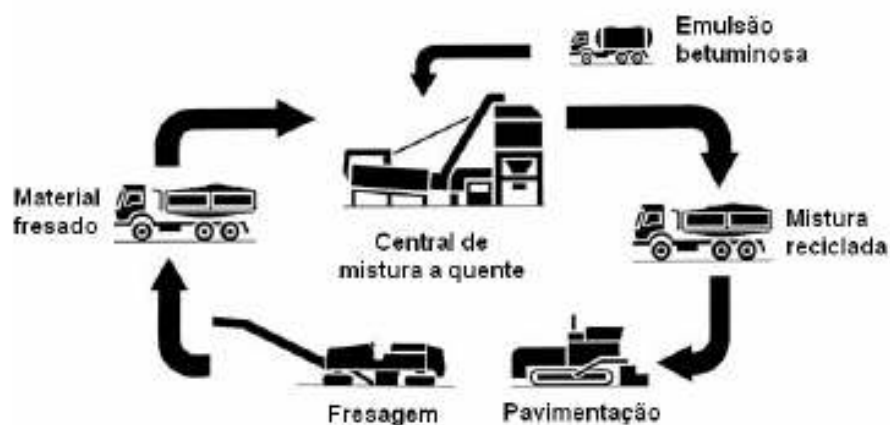 Emulsão
betuminosa
Material
fresado
Central de
mistura a quente
Mistura
reciclada
Fresagem
Pavimentação